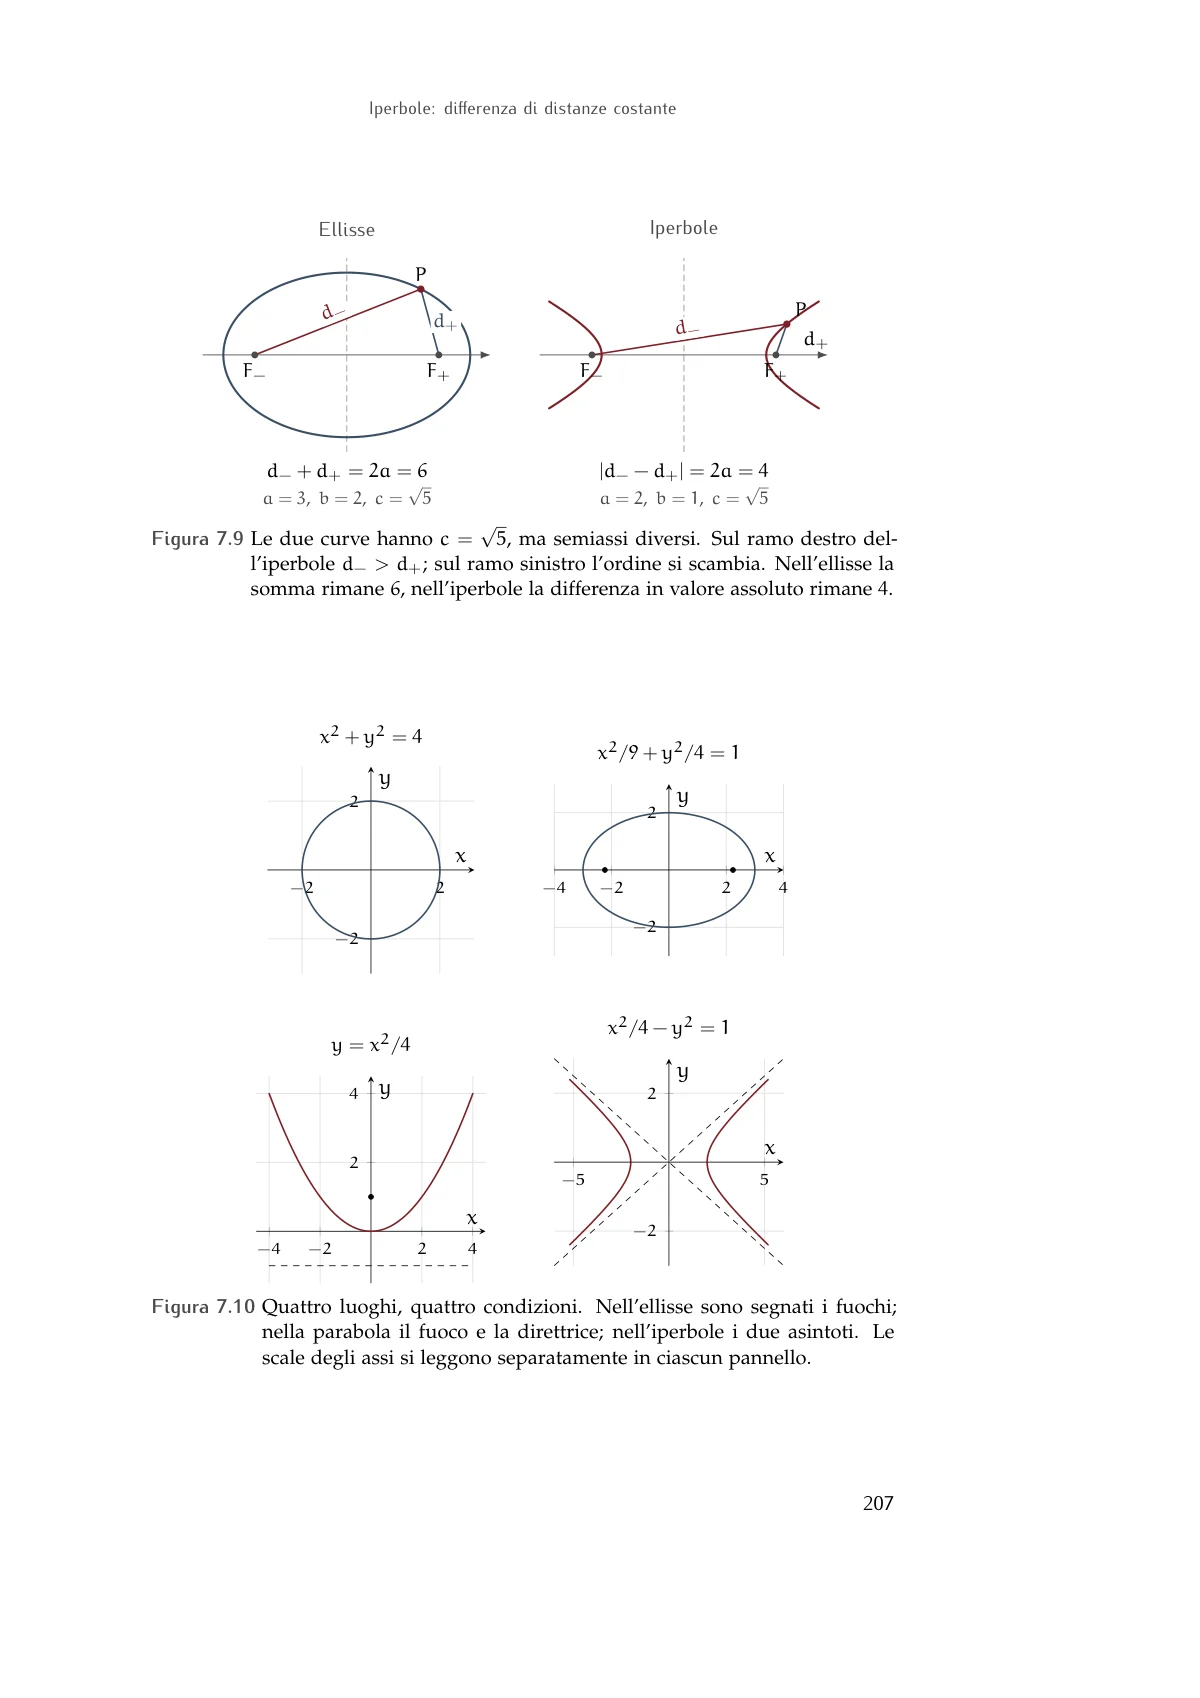 Iperbole: differenza di distanze costante
Ellisse
P
d₋
d₊
F₋
F₊
d₋ + d₊ = 2a = 6
a = 3, b = 2, c = √5
Iperbole
P
d₋
d₊
F₋
F₊
|d₋ − d₊| = 2a = 4
a = 2, b = 1, c = √5
Figura 7.9 Le due curve hanno c = √5, ma semiassi diversi. Sul ramo destro del-
l'iperbole d₋ > d₊; sul ramo sinistro l'ordine si scambia. Nell'ellisse la
somma rimane 6, nell'iperbole la differenza in valore assoluto rimane 4.
x² + y² = 4
y
2
x
−2
2
−2
x²/9 + y²/4 = 1
y
2
x
−4
−2
2
4
−2
y = x²/4
4
y
2
x
−4
−2
2
4
x²/4 − y² = 1
y
2
x
−5
5
−2
Figura 7.10 Quattro luoghi, quattro condizioni. Nell'ellisse sono segnati i fuochi;
nella parabola il fuoco e la direttrice; nell'iperbole i due asintoti. Le
scale degli assi si leggono separatamente in ciascun pannello.
207